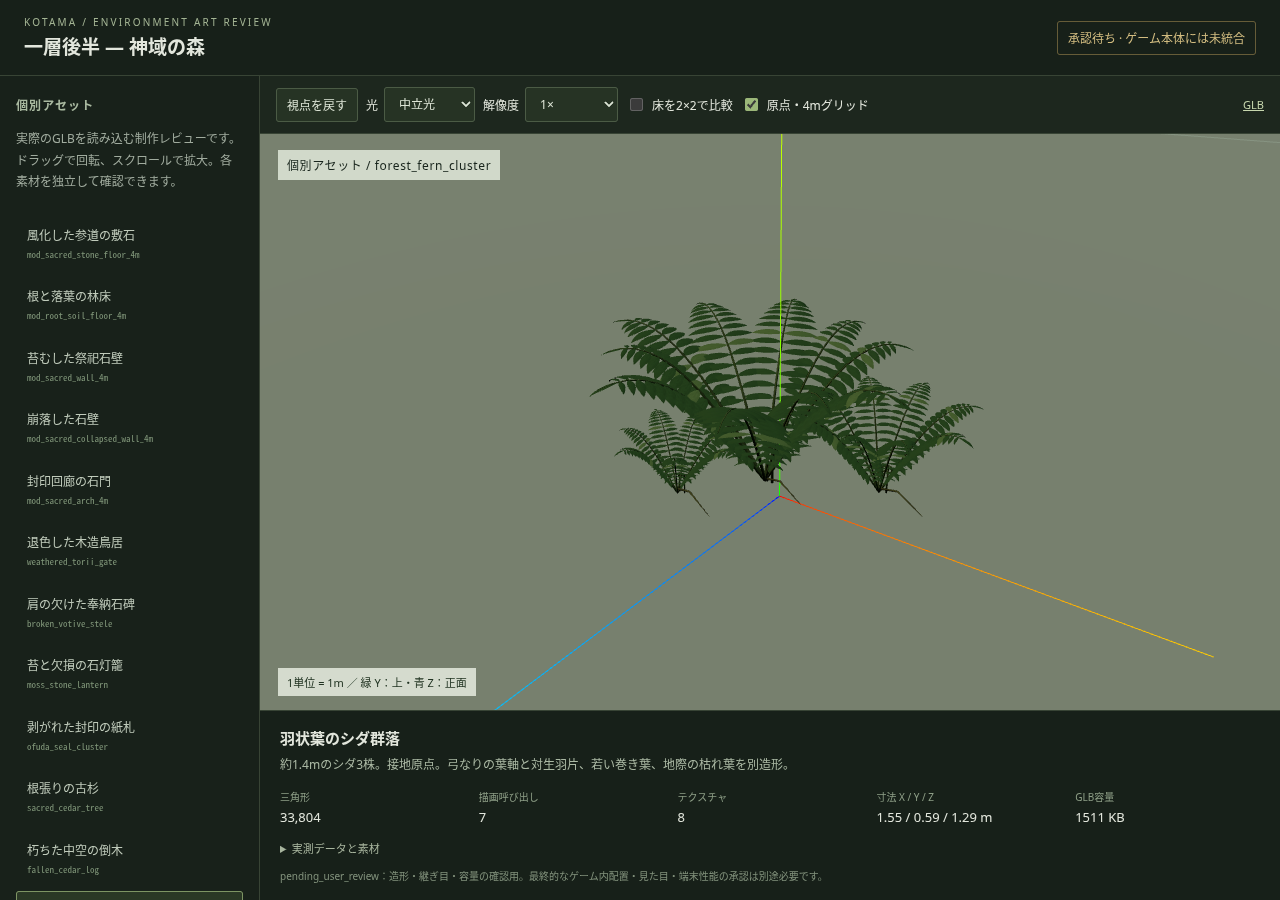 KOTAMA / ENVIRONMENT ART REVIEW
一層後半 — 神域の森
承認待ち · ゲーム本体には未統合
個別アセット
実際のGLBを読み込む制作レビューです。
ドラッグで回転、スクロールで拡大。各
素材を独立して確認できます。
風化した参道の敷石
mod_sacred_stone_floor_4m
根と落葉の林床
mod_root_soil_floor_4m
苔むした祭祀石壁
mod_sacred_wall_4m
崩落した石壁
mod_sacred_collapsed_wall_4m
封印回廊の石門
mod_sacred_arch_4m
退色した木造鳥居
weathered_torii_gate
肩の欠けた奉納石碑
broken_votive_stele
苔と欠損の石灯籠
moss_stone_lantern
剥がれた封印の紙札
ofuda_seal_cluster
根張りの古杉
sacred_cedar_tree
朽ちた中空の倒木
fallen_cedar_log
視点を戻す 光 中立光 解像度 1× 床を2×2で比較 原点・4mグリッド GLB
個別アセット / forest_fern_cluster
1単位 = 1m ／ 緑 Y：上・青 Z：正面
羽状葉のシダ群落
約1.4mのシダ3株。接地原点。弓なりの葉軸と対生羽片、若い巻き葉、地際の枯れ葉を別造形。
三角形 描画呼び出し テクスチャ 寸法 X / Y / Z GLB容量
33,804 7 8 1.55 / 0.59 / 1.29 m 1511 KB
▶ 実測データと素材
pending_user_review：造形・継ぎ目・容量の確認用。最終的なゲーム内配置・見た目・端末性能の承認は別途必要です。